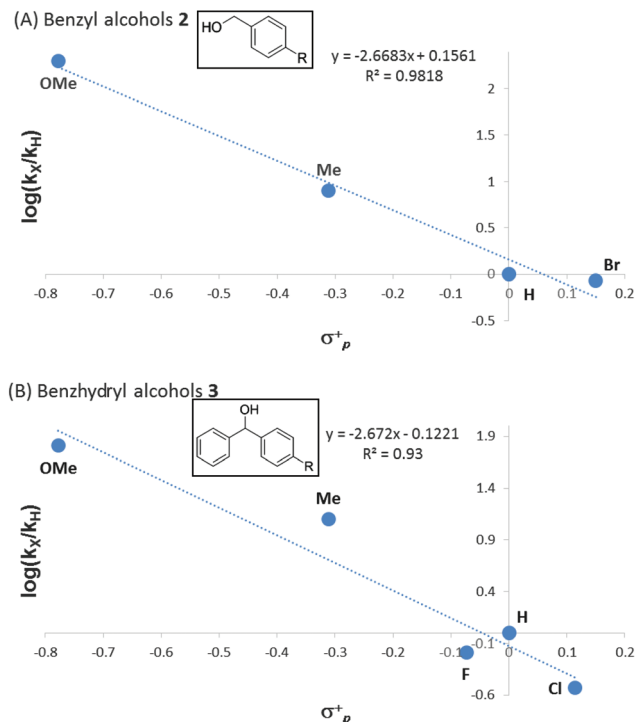 (A) Benzyl alcohols 2
HO
R
y = -2.6683x + 0.1561
R² = 0.9818
OMe
Me
H
Br
2
1.5
1
0.5
0
-0.5
-0.8 -0.7 -0.6 -0.5 -0.4 -0.3 -0.2 -0.1 0 0.1 0.2
log(kX/kH)
σ+p
(B) Benzhydryl alcohols 3
OH
R
y = -2.672x - 0.1221
R² = 0.93
OMe
Me
H
F
Cl
1.9
1.4
0.9
0.4
-0.1
-0.6
-0.8 -0.7 -0.6 -0.5 -0.4 -0.3 -0.2 -0.1 0 0.1 0.2
log(kX/kH)
σ+p